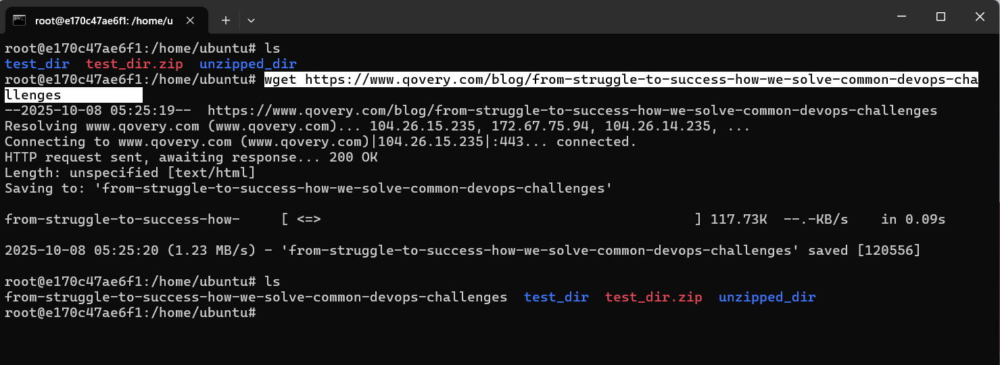 root@e170c47ae6f1: /home/u
root@e170c47ae6f1:/home/ubuntu# ls
test_dir  test_dir.zip  unzipped_dir
root@e170c47ae6f1:/home/ubuntu# wget https://www.qovery.com/blog/from-struggle-to-success-how-we-solve-common-devops-cha
llenges
--2025-10-08 05:25:19--  https://www.qovery.com/blog/from-struggle-to-success-how-we-solve-common-devops-challenges
Resolving www.qovery.com (www.qovery.com)... 104.26.15.235, 172.67.75.94, 104.26.14.235, ...
Connecting to www.qovery.com (www.qovery.com)|104.26.15.235|:443... connected.
HTTP request sent, awaiting response... 200 OK
Length: unspecified [text/html]
Saving to: 'from-struggle-to-success-how-we-solve-common-devops-challenges'
from-struggle-to-success-how-     [ <=>                                              ] 117.73K  --.-KB/s    in 0.09s
2025-10-08 05:25:20 (1.23 MB/s) - 'from-struggle-to-success-how-we-solve-common-devops-challenges' saved [120556]
root@e170c47ae6f1:/home/ubuntu# ls
from-struggle-to-success-how-we-solve-common-devops-challenges  test_dir  test_dir.zip  unzipped_dir
root@e170c47ae6f1:/home/ubuntu#